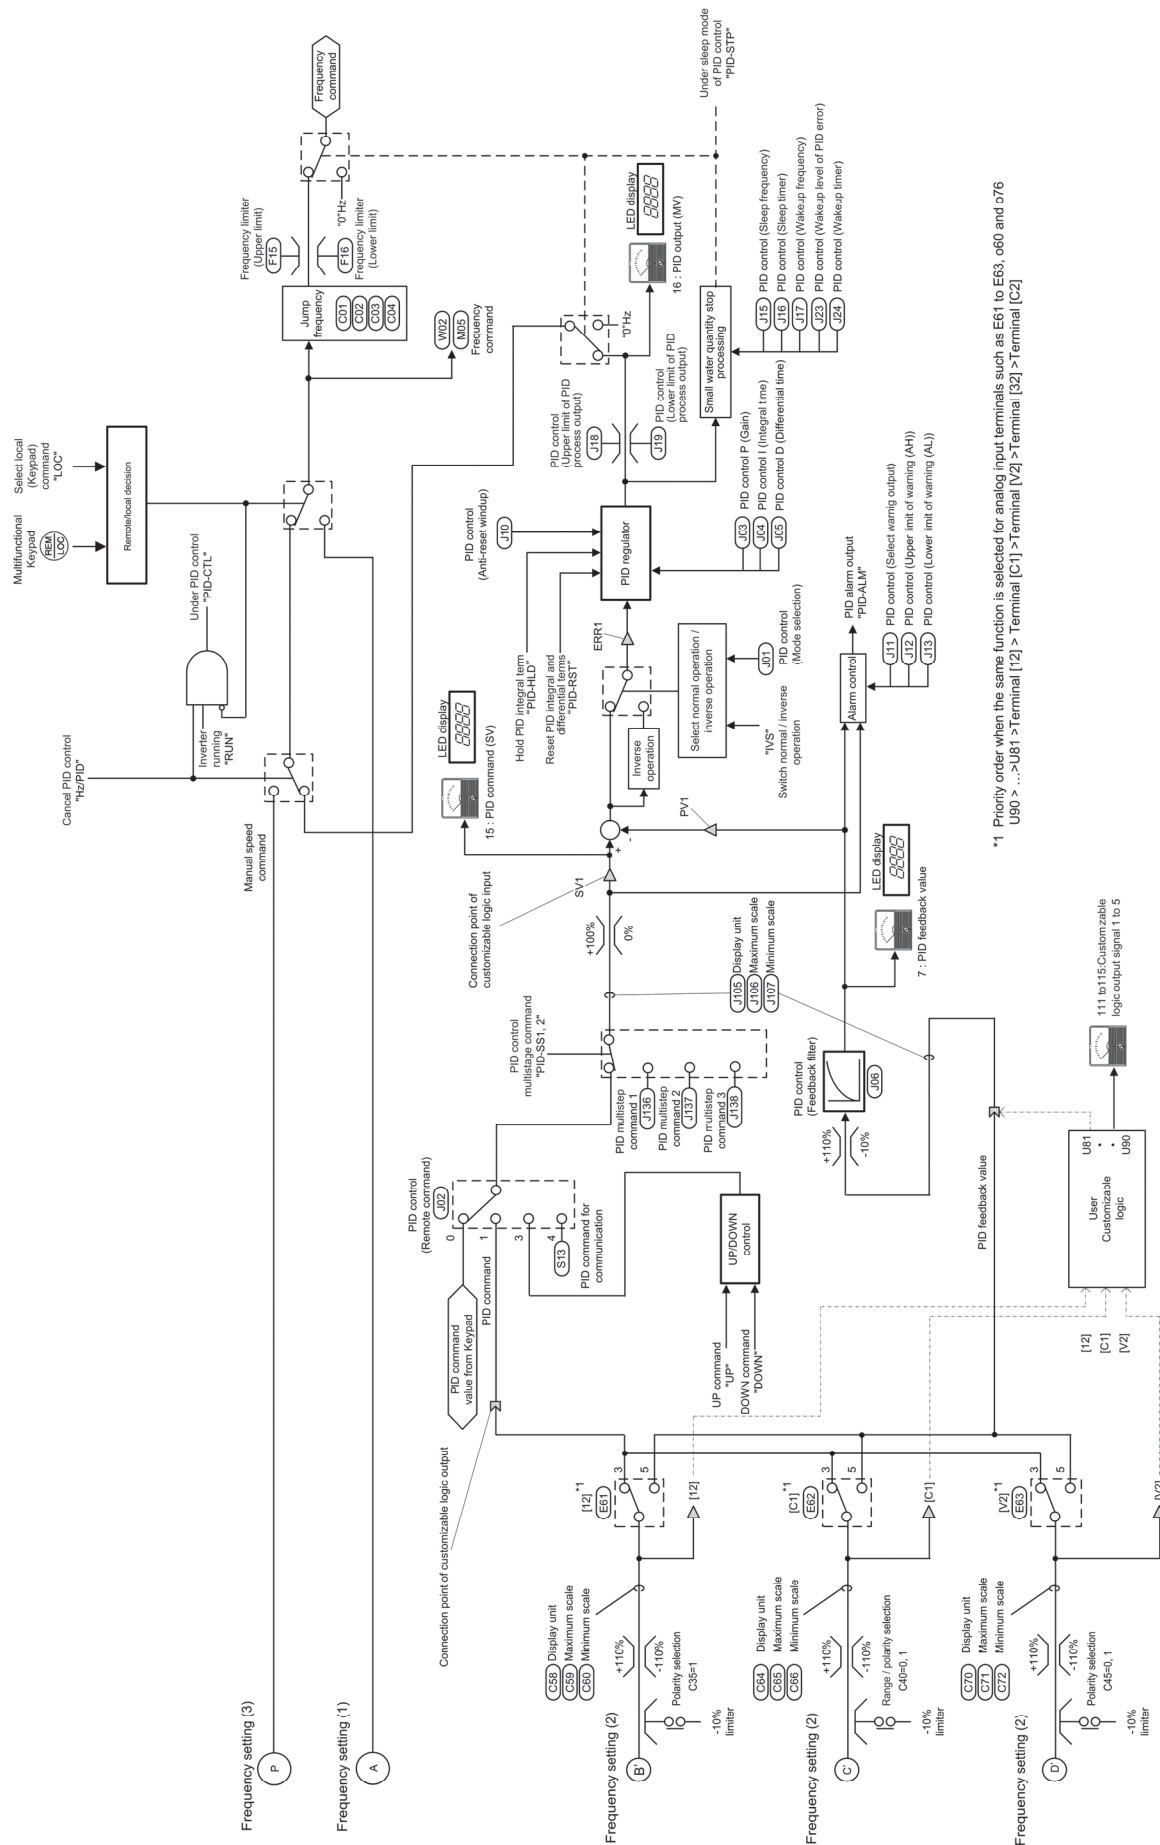 Frequency setting (3)
P
Frequency setting (1)
A
Cancel PID control
"Hz/PID"
Manual speed
command
Inverter
running
"RUN"
Under PID control
"PID-CTL"
Multifunctional
Keypad
REM
LOC
Select local
(Keypad)
command
"LOC"
Remote/local decision
W02
M05
Frequency
command
Jump
frequency
C01
C02
C03
C04
Frequency limiter
(Upper limit)
F15
F16
Frequency limiter
(Lower limit)
"0"Hz
Frequency
command
Connection point of customizable logic output
PID command
value from Keypad
PID command
PID control
(Remote command)
J02
0
1
3
4
S13
PID command for
communication
UP command
"UP"
DOWN command
"DOWN"
UP/DOWN
control
PID control
multistage command
"PID-SS1, 2"
PID multistep
command 1
J136
PID multistep
command 2
J137
PID multistep
command 3
J138
Connection point of
customizable logic input
+100%
0%
SV1
J105
Display unit
J106
Maximum scale
J107
Minimum scale
LED display
15 : PID command (SV)
+
-
PV1
Inverse
operation
Hold PID integral term
"PID-HLD"
Reset PID integral and
differential terms
"PID-RST"
PID control
(Anti-reset windup)
J10
ERR1
Select normal operation /
inverse operation
"IVS"
Switch normal / inverse
operation
J01
PID control
(Mode selection)
PID regulator
J03
PID control P (Gain)
J04
PID control I (Integral time)
J05
PID control D (Differential time)
PID control
(Upper limit of PID
process output)
J18
J19
PID control
(Lower limit of PID
process output)
"0"Hz
LED display
16 : PID output (MV)
Small water quantity stop
processing
Under sleep mode
of PID control
"PID-STP"
J15
PID control (Sleep frequency)
J16
PID control (Sleep timer)
J17
PID control (Wakeup frequency)
J23
PID control (Wakeup level of PID error)
J24
PID control (Wakeup timer)
PID control
(Feedback filter)
J06
+110%
-10%
LED display
7 : PID feedback value
Alarm control
PID alarm output
"PID-ALM"
J11
PID control (Select warnig output)
J12
PID control (Upper limit of warning (AH))
J13
PID control (Lower limit of warning (AL))
PID feedback value
Frequency setting (2)
B'
-10%
limiter
Polarity selection
C35=1
+110%
-110%
C58
Display unit
C59
Maximum scale
C60
Minimum scale
[12]
*1
E61
3
5
[12]
Frequency setting (2)
C'
-10%
limiter
Range / polarity selection
C40=0, 1
+110%
-110%
C64
Display unit
C65
Maximum scale
C66
Minimum scale
[C1]
*1
E62
3
5
[C1]
Frequency setting (2)
D'
-10%
limiter
Polarity selection
C45=0, 1
+110%
-110%
C70
Display unit
C71
Maximum scale
C72
Minimum scale
[V2]
*1
E63
3
5
[V2]
[12]
[C1]
[V2]
User
Customizable
logic
U81
U90
111 to115:Customizable
logic output signal 1 to 5
*1 Priority order when the same function is selected for analog input terminals such as E61 to E63, o60 and o76
U90 > …>U81 >Terminal [12] > Terminal [C1] >Terminal [V2] >Terminal [32] >Terminal [C2]